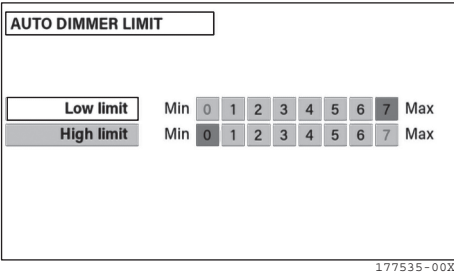 AUTO DIMMER LIMIT
Low limit Min 0 1 2 3 4 5 6 7 Max
High limit Min 0 1 2 3 4 5 6 7 Max
177535-00X